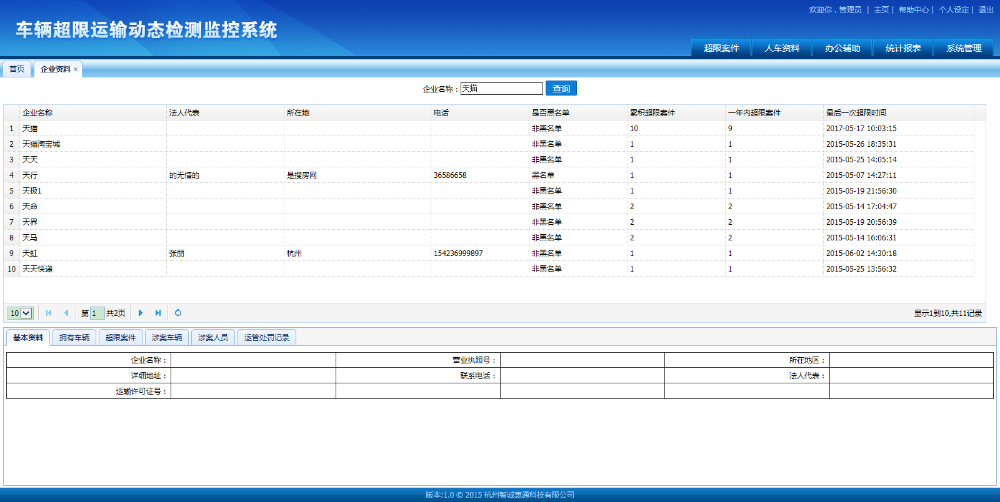 欢迎你，管理员 | 主页 | 帮助中心 | 个人设定 | 退出
车辆超限运输动态检测监控系统
超限案件 人车资料 办公辅助 统计报表 系统管理
首页 企业资料 ×
企业名称： 天猫 查询
企业名称 法人代表 所在地 电话 是否黑名单 累积超限案件 一年内超限案件 最后一次超限时间
1 天猫 非黑名单 10 9 2017-05-17 10:03:15
2 天猫淘宝城 非黑名单 1 1 2015-05-26 18:35:31
3 天天 非黑名单 1 1 2015-05-25 14:05:14
4 天行 的无情的 是搜房网 36586658 黑名单 1 1 2015-05-07 14:27:11
5 天极1 非黑名单 1 1 2015-05-19 21:56:30
6 天命 非黑名单 2 2 2015-05-14 17:04:47
7 天界 非黑名单 2 2 2015-05-19 20:56:39
8 天马 非黑名单 2 2 2015-05-14 16:06:31
9 天虹 张丽 杭州 154236999897 非黑名单 1 1 2015-06-02 14:30:18
10 天天快递 非黑名单 1 1 2015-05-25 13:56:32
10 第 1 共2页 显示1到10,共11记录
基本资料 拥有车辆 超限案件 涉案车辆 涉案人员 运管处罚记录
企业名称： 营业执照号： 所在地区：
详细地址： 联系电话： 法人代表：
运输许可证号：
版本:1.0 © 2015 杭州智诚惠通科技有限公司